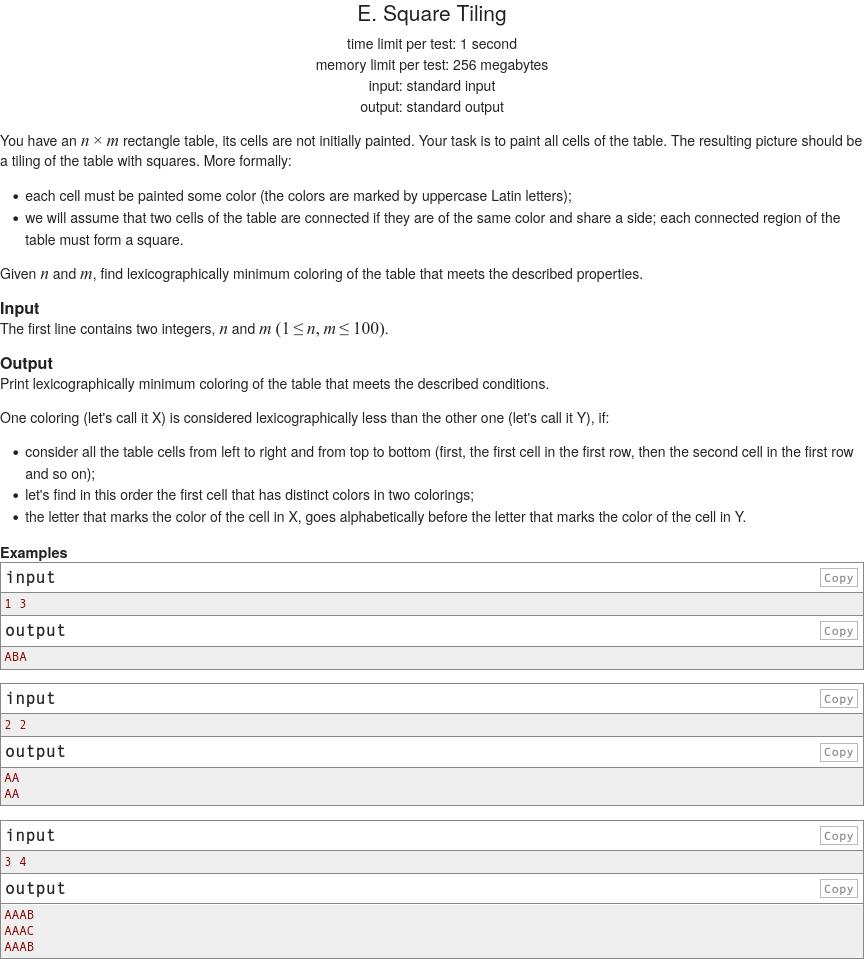 E. Square Tiling
time limit per test: 1 second
memory limit per test: 256 megabytes
input: standard input
output: standard output
You have an n × m rectangle table, its cells are not initially painted. Your task is to paint all cells of the table. The resulting picture should be
a tiling of the table with squares. More formally:
• each cell must be painted some color (the colors are marked by uppercase Latin letters);
• we will assume that two cells of the table are connected if they are of the same color and share a side; each connected region of the
table must form a square.
Given n and m, find lexicographically minimum coloring of the table that meets the described properties.
Input
The first line contains two integers, n and m (1 ≤ n, m ≤ 100).
Output
Print lexicographically minimum coloring of the table that meets the described conditions.
One coloring (let's call it X) is considered lexicographically less than the other one (let's call it Y), if:
• consider all the table cells from left to right and from top to bottom (first, the first cell in the first row, then the second cell in the first row
and so on);
• let's find in this order the first cell that has distinct colors in two colorings;
• the letter that marks the color of the cell in X, goes alphabetically before the letter that marks the color of the cell in Y.
Examples
input Copy
1 3
output Copy
ABA
input Copy
2 2
output Copy
AA
AA
input Copy
3 4
output Copy
AAAB
AAAC
AAAB